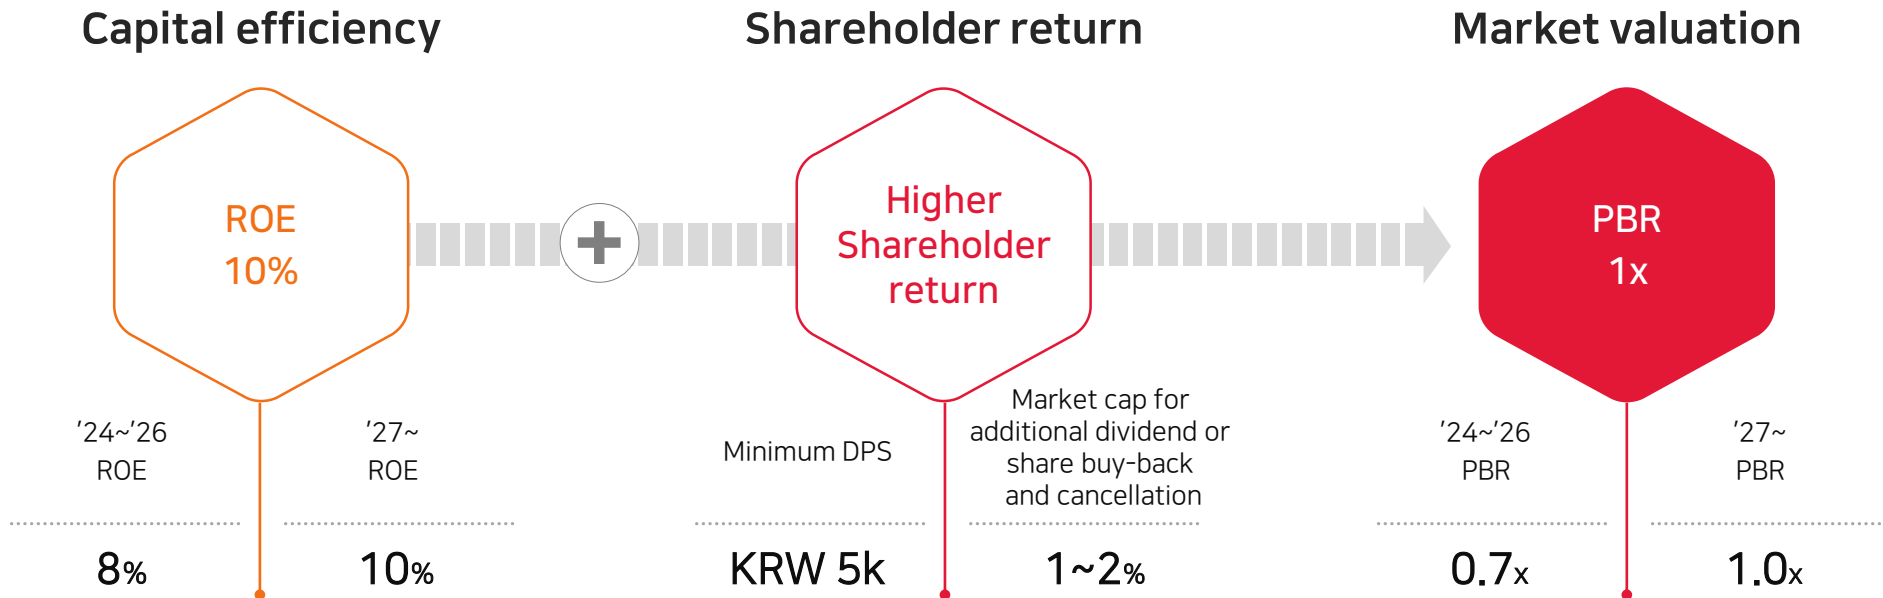 Capital efficiency
ROE
10%
'24~'26
ROE
8%
'27~
ROE
10%
Shareholder return
Higher
Shareholder
return
Minimum DPS
KRW 5k
Market cap for
additional dividend or
share buy-back
and cancellation
1~2%
Market valuation
PBR
1x
'24~'26
PBR
0.7x
'27~
PBR
1.0x